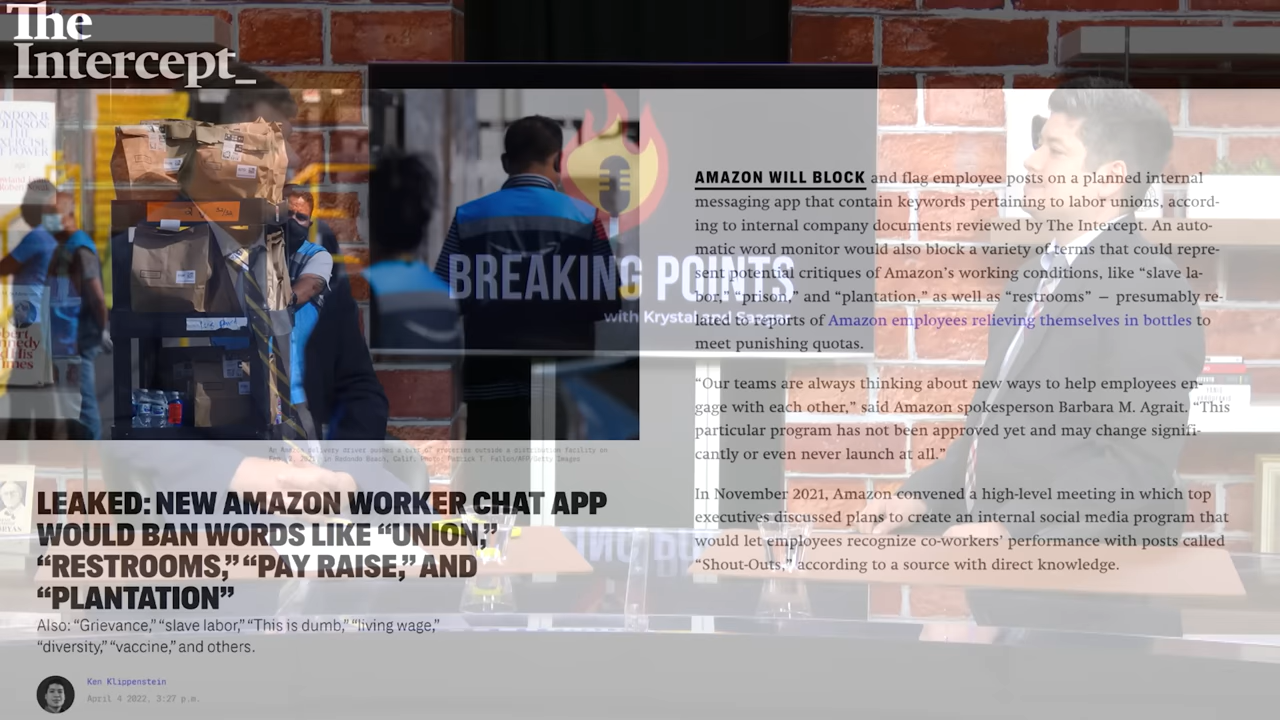 The
Intercept_
BREAKING POINTS
with Krystal and Saagar
LEAKED: NEW AMAZON WORKER CHAT APP
WOULD BAN WORDS LIKE “UNION,”
“RESTROOMS,” “PAY RAISE,” AND
“PLANTATION”
Also: “Grievance,” “slave labor,” “This is dumb,” “living wage,”
“diversity,” “vaccine,” and others.
Ken Klippenstein
April 4 2022, 3:27 p.m.
AMAZON WILL BLOCK and flag employee posts on a planned internal
messaging app that contain keywords pertaining to labor unions, accord-
ing to internal company documents reviewed by The Intercept. An auto-
matic word monitor would also block a variety of terms that could repre-
sent potential critiques of Amazon’s working conditions, like “slave la-
bor,” “prison,” and “plantation,” as well as “restrooms” — presumably re-
lated to reports of Amazon employees relieving themselves in bottles to
meet punishing quotas.
“Our teams are always thinking about new ways to help employees en-
gage with each other,” said Amazon spokesperson Barbara M. Agrait. “This
particular program has not been approved yet and may change signifi-
cantly or even never launch at all.”
In November 2021, Amazon convened a high-level meeting in which top
executives discussed plans to create an internal social media program that
would let employees recognize co-workers’ performance with posts called
“Shout-Outs,” according to a source with direct knowledge.